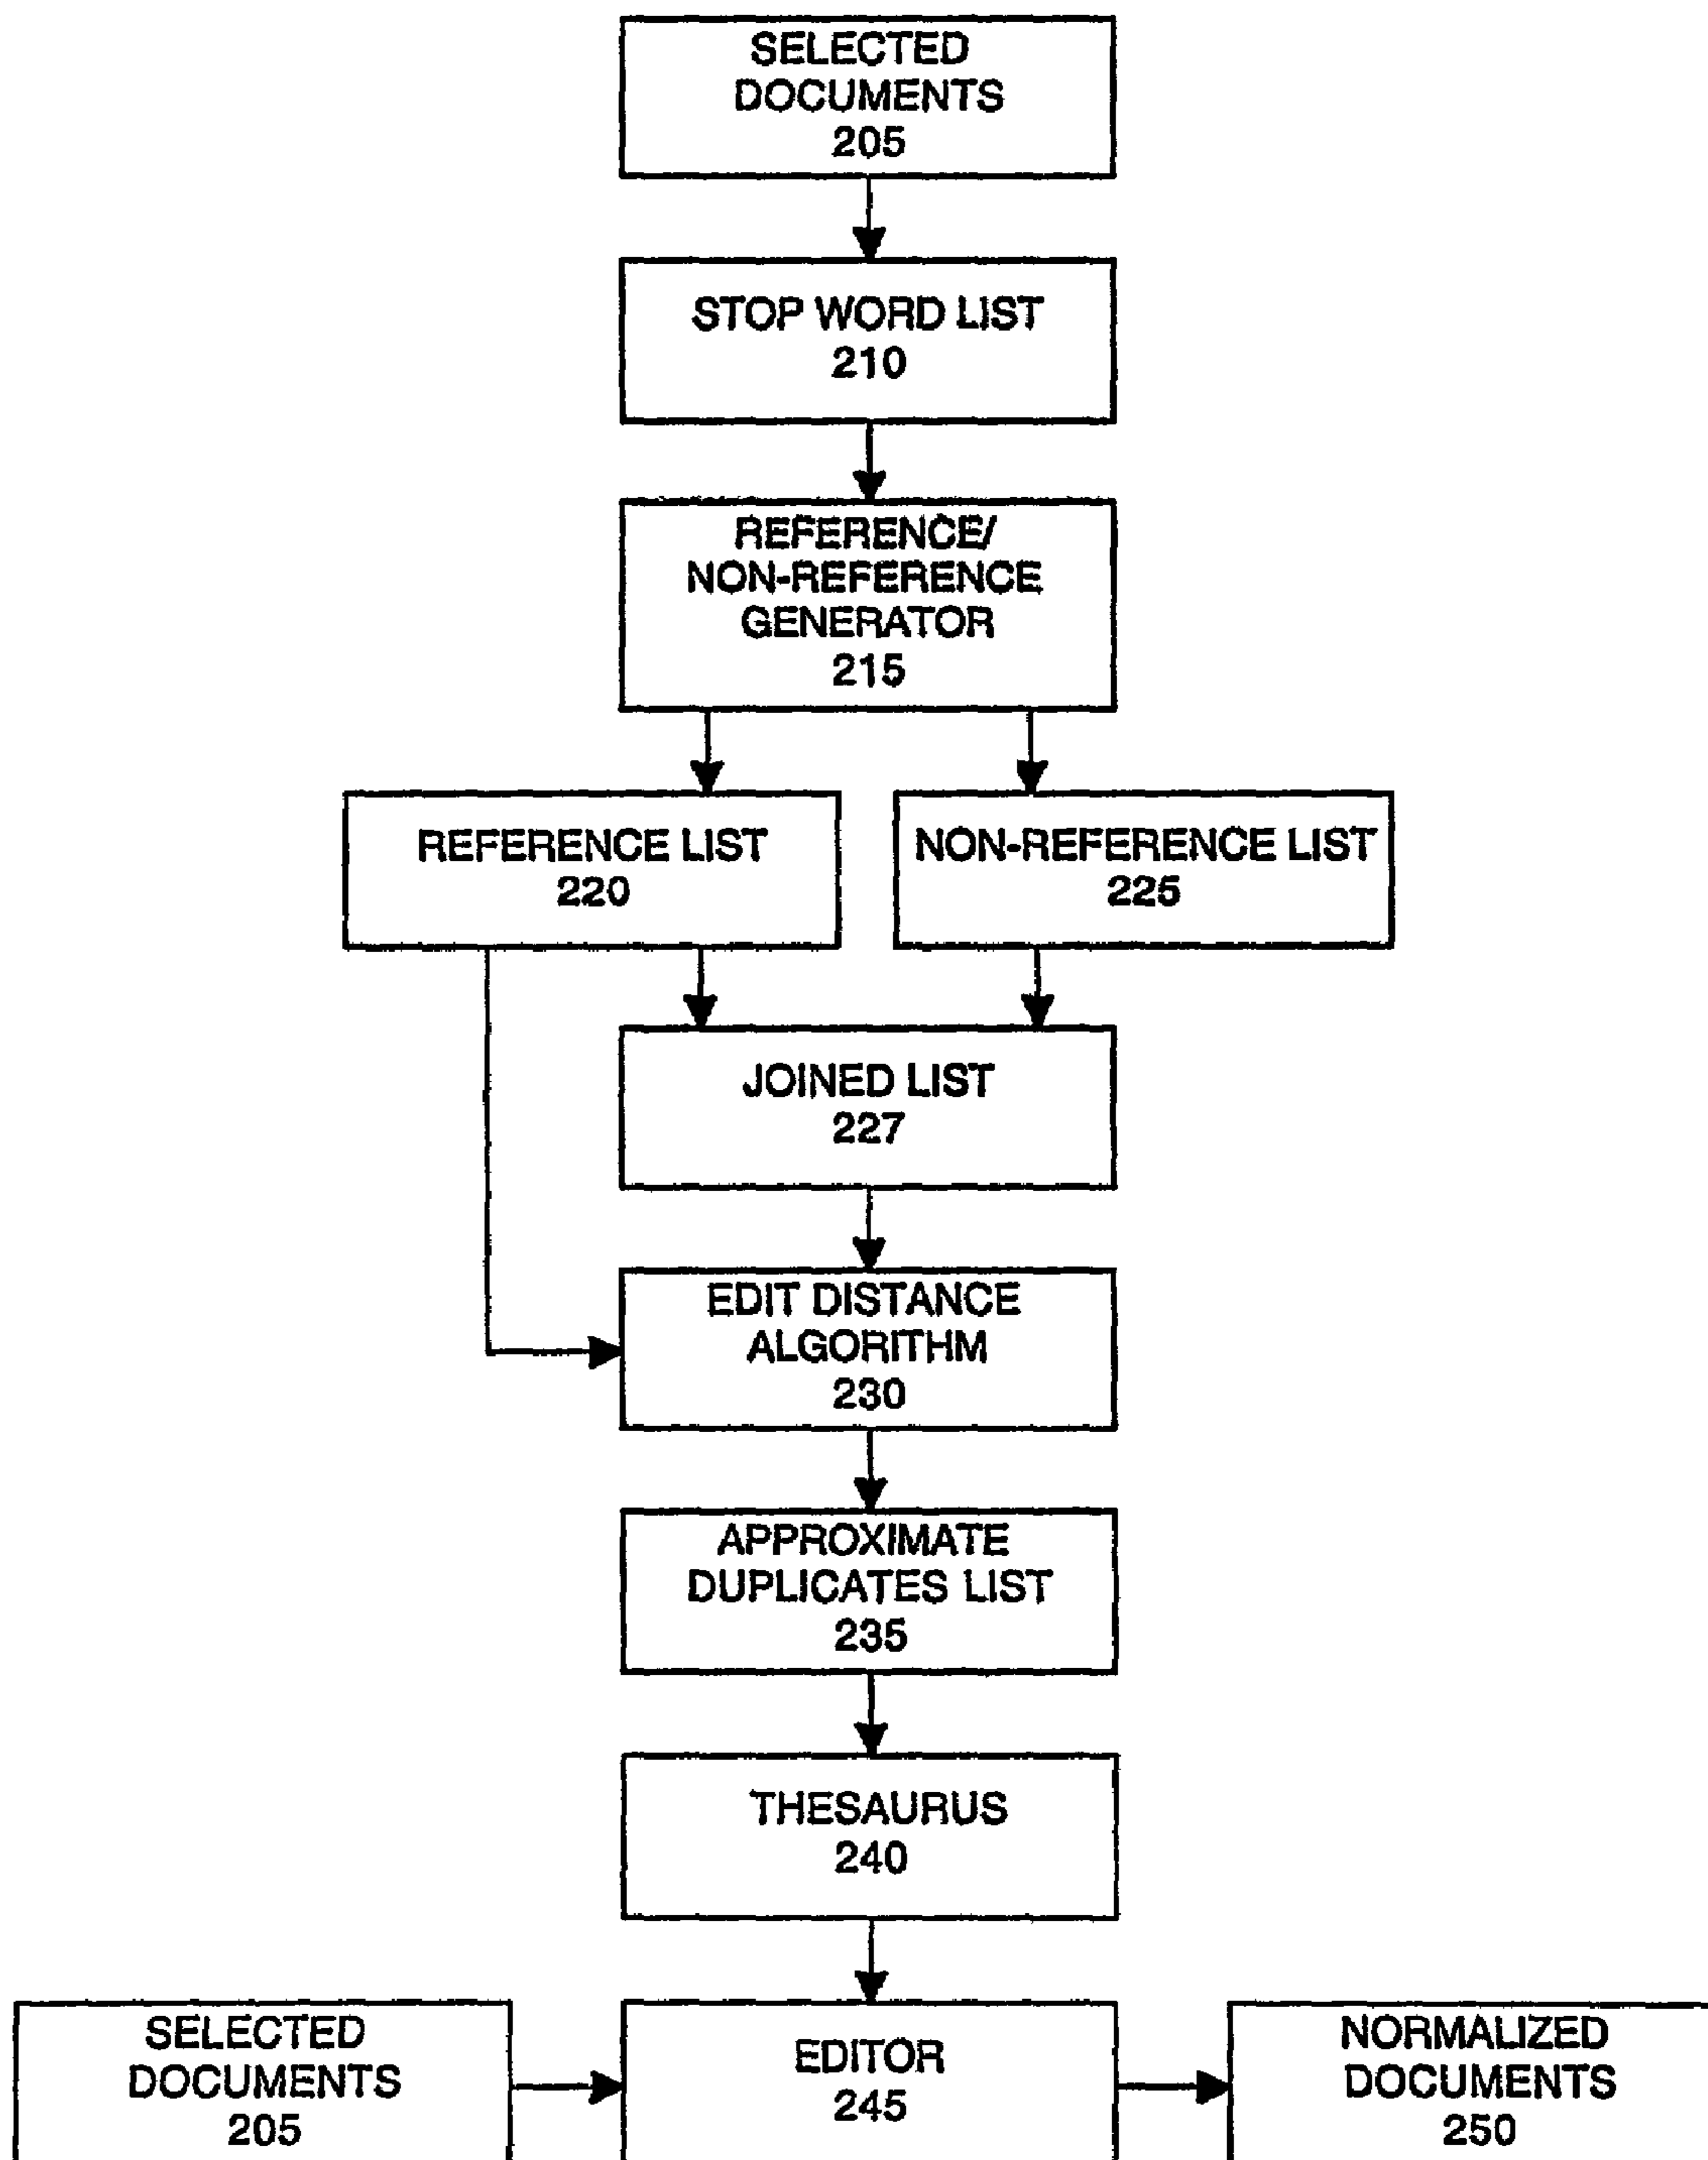 SELECTED
DOCUMENTS
205
STOP WORD LIST
210
REFERENCE/
NON-REFERENCE
GENERATOR
215
REFERENCE LIST
220
NON-REFERENCE LIST
225
JOINED LIST
227
EDIT DISTANCE
ALGORITHM
230
APPROXIMATE
DUPLICATES LIST
235
THESAURUS
240
SELECTED
DOCUMENTS
205
EDITOR
245
NORMALIZED
DOCUMENTS
250